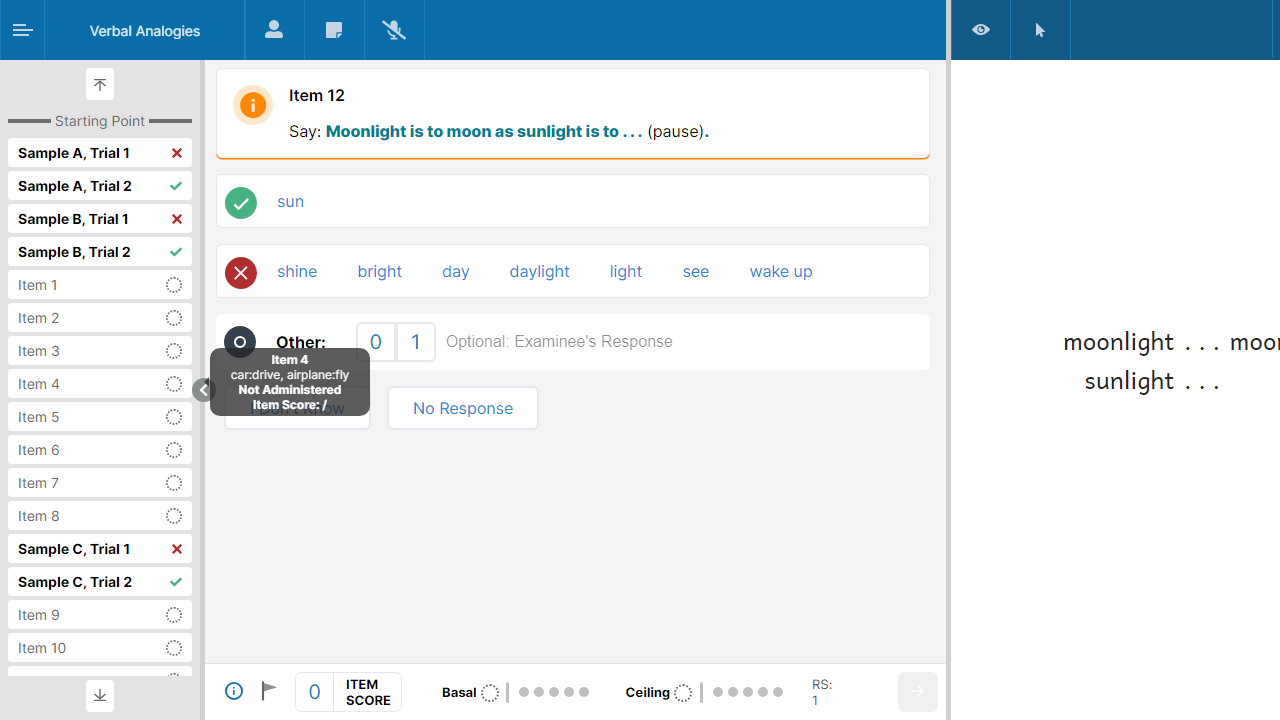 Verbal Analogies
Starting Point
Sample A, Trial 1
Sample A, Trial 2
Sample B, Trial 1
Sample B, Trial 2
Item 1
Item 2
Item 3
Item 4
Item 5
Item 6
Item 7
Item 8
Sample C, Trial 1
Sample C, Trial 2
Item 9
Item 10
Item 12
Say: Moonlight is to moon as sunlight is to . . . (pause).
sun
shine bright day daylight light see wake up
Other: 0 1 Optional: Examinee's Response
Item 4
car:drive, airplane:fly
Not Administered
Item Score: /
I Don't Know No Response
0 ITEM SCORE
Basal
Ceiling
RS:
1
moonlight . . . moon
sunlight . . .